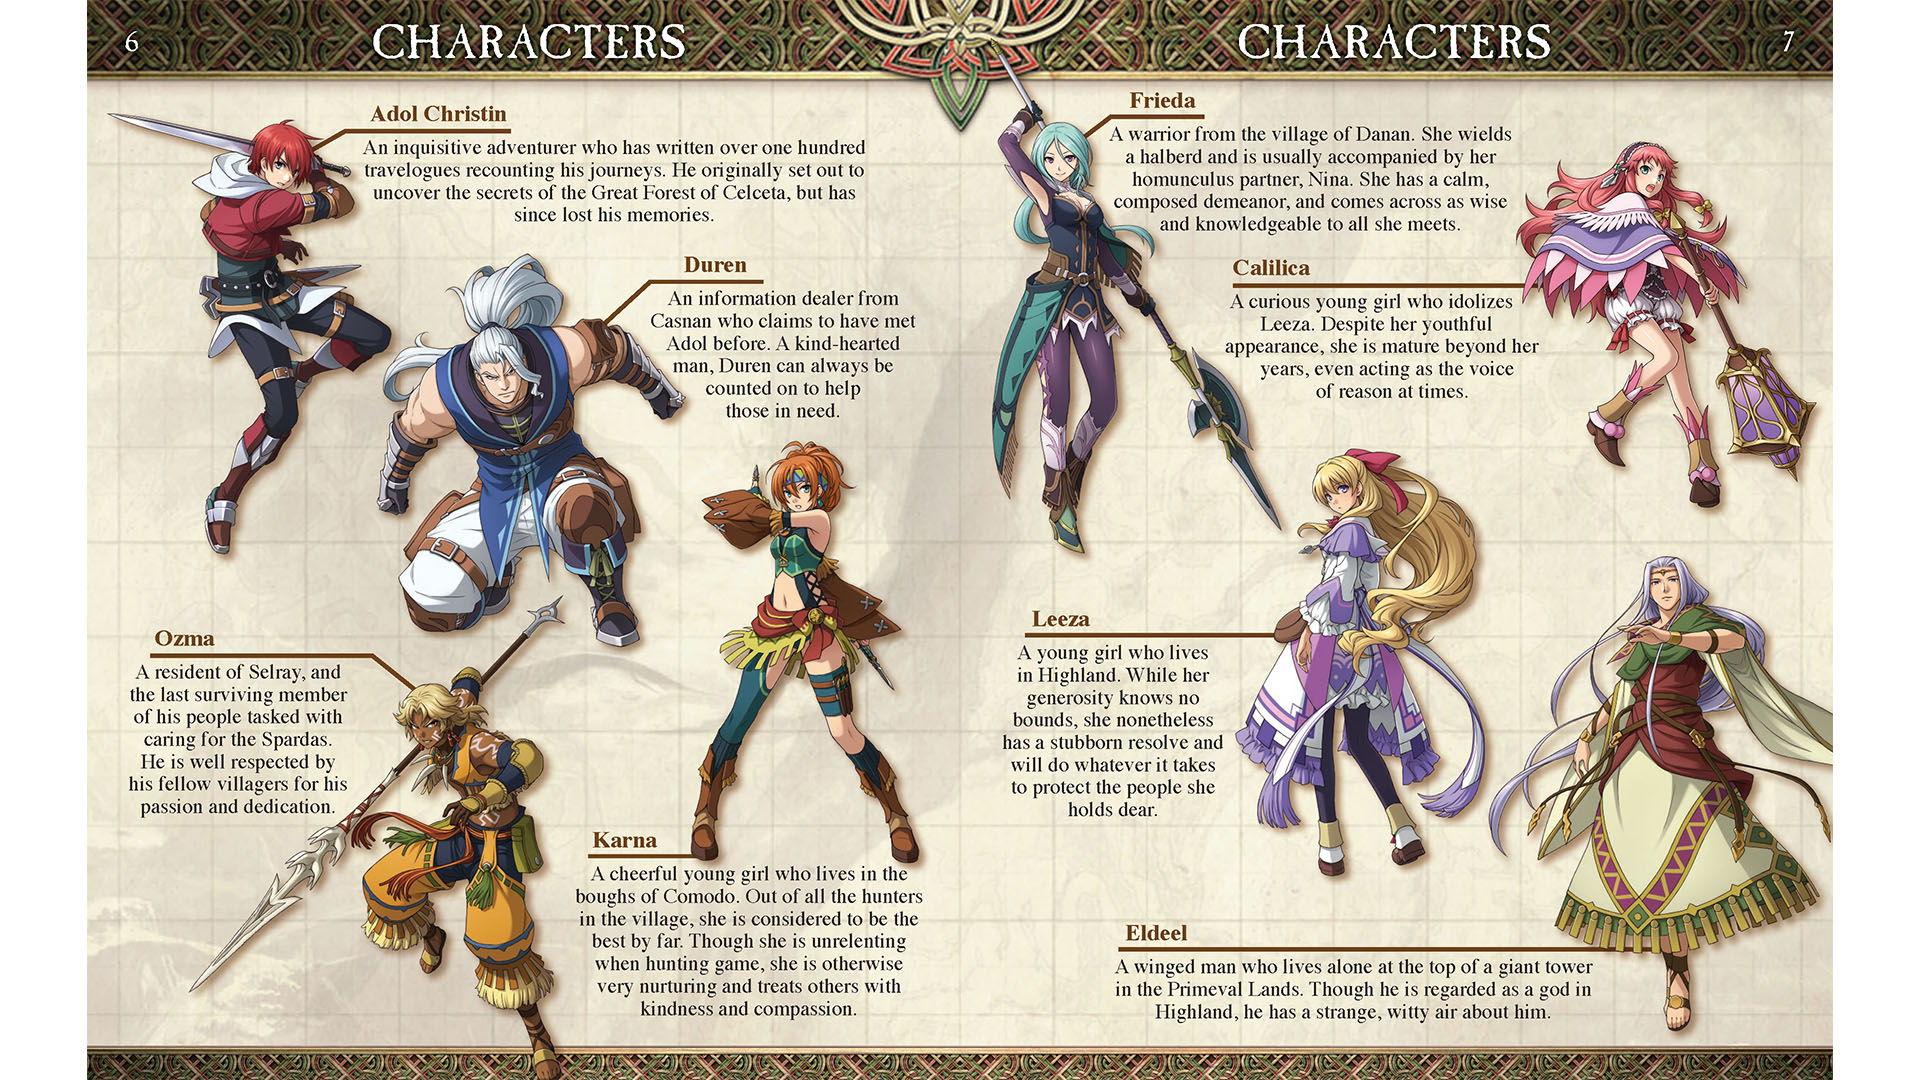 6
CHARACTERS
Adol Christin
An inquisitive adventurer who has written over one hundred
travelogues recounting his journeys. He originally set out to
uncover the secrets of the Great Forest of Celceta, but has
since lost his memories.
Duren
An information dealer from
Casnan who claims to have met
Adol before. A kind-hearted
man, Duren can always be
counted on to help
those in need.
Ozma
A resident of Selray, and
the last surviving member
of his people tasked with
caring for the Spardas.
He is well respected by
his fellow villagers for his
passion and dedication.
Karna
A cheerful young girl who lives in the
boughs of Comodo. Out of all the hunters
in the village, she is considered to be the
best by far. Though she is unrelenting
when hunting game, she is otherwise
very nurturing and treats others with
kindness and compassion.
CHARACTERS
7
Frieda
A warrior from the village of Danan. She wields
a halberd and is usually accompanied by her
homunculus partner, Nina. She has a calm,
composed demeanor, and comes across as wise
and knowledgeable to all she meets.
Calilica
A curious young girl who idolizes
Leeza. Despite her youthful
appearance, she is mature beyond her
years, even acting as the voice
of reason at times.
Leeza
A young girl who lives
in Highland. While her
generosity knows no
bounds, she nonetheless
has a stubborn resolve and
will do whatever it takes
to protect the people she
holds dear.
Eldeel
A winged man who lives alone at the top of a giant tower
in the Primeval Lands. Though he is regarded as a god in
Highland, he has a strange, witty air about him.